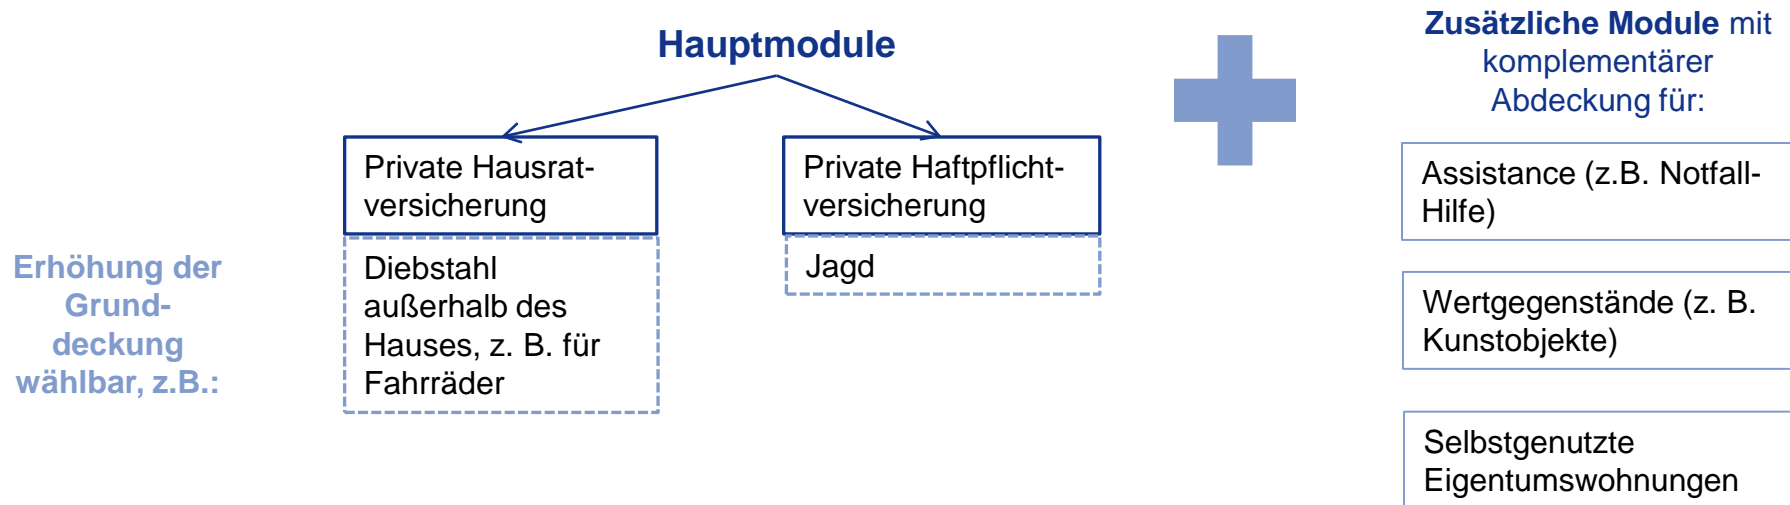 Hauptmodule
Private Hausrat-
versicherung
Private Haftpflicht-
versicherung
Erhöhung der
Grund-
deckung
wählbar, z.B.:
Diebstahl
außerhalb des
Hauses, z. B. für
Fahrräder
Jagd
Zusätzliche Module mit
komplementärer
Abdeckung für:
Assistance (z.B. Notfall-
Hilfe)
Wertgegenstände (z. B.
Kunstobjekte)
Selbstgenutzte
Eigentumswohnungen